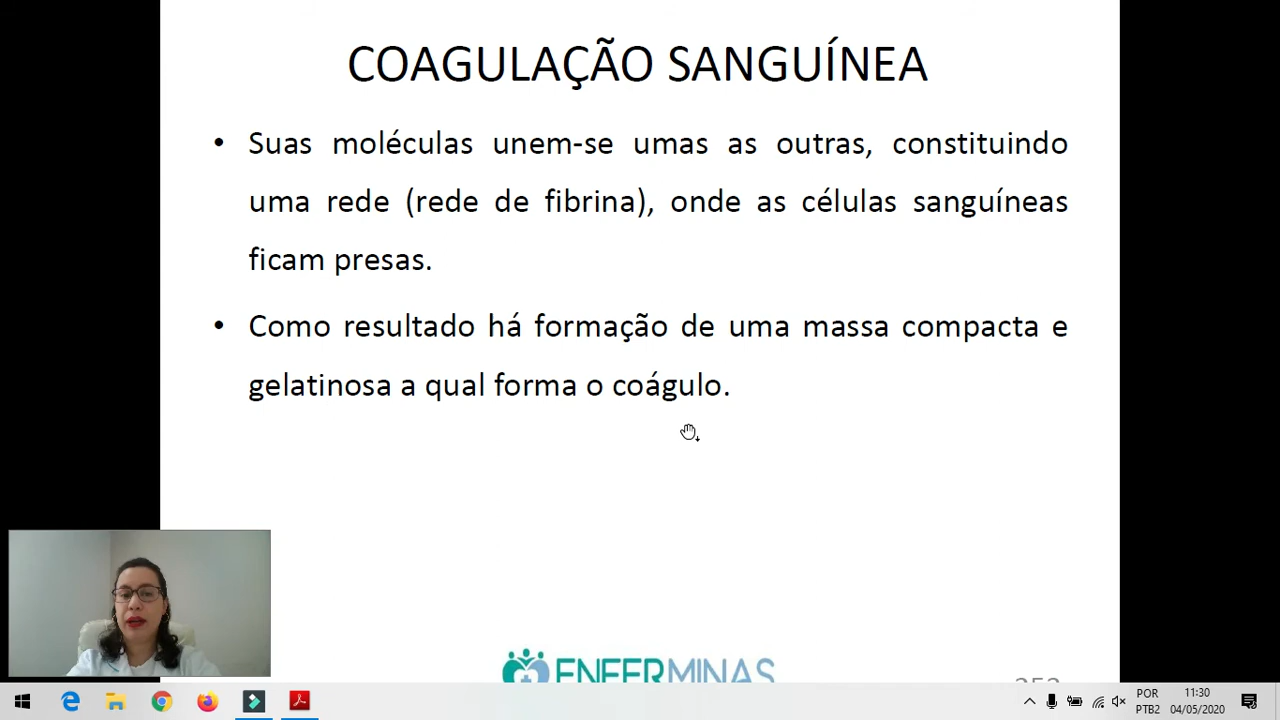 COAGULAÇÃO SANGUÍNEA
• Suas moléculas unem-se umas as outras, constituindo
uma rede (rede de fibrina), onde as células sanguíneas
ficam presas.
• Como resultado há formação de uma massa compacta e
gelatinosa a qual forma o coágulo.
ENFERMINAS
POR
PTB2
11:30
04/05/2020